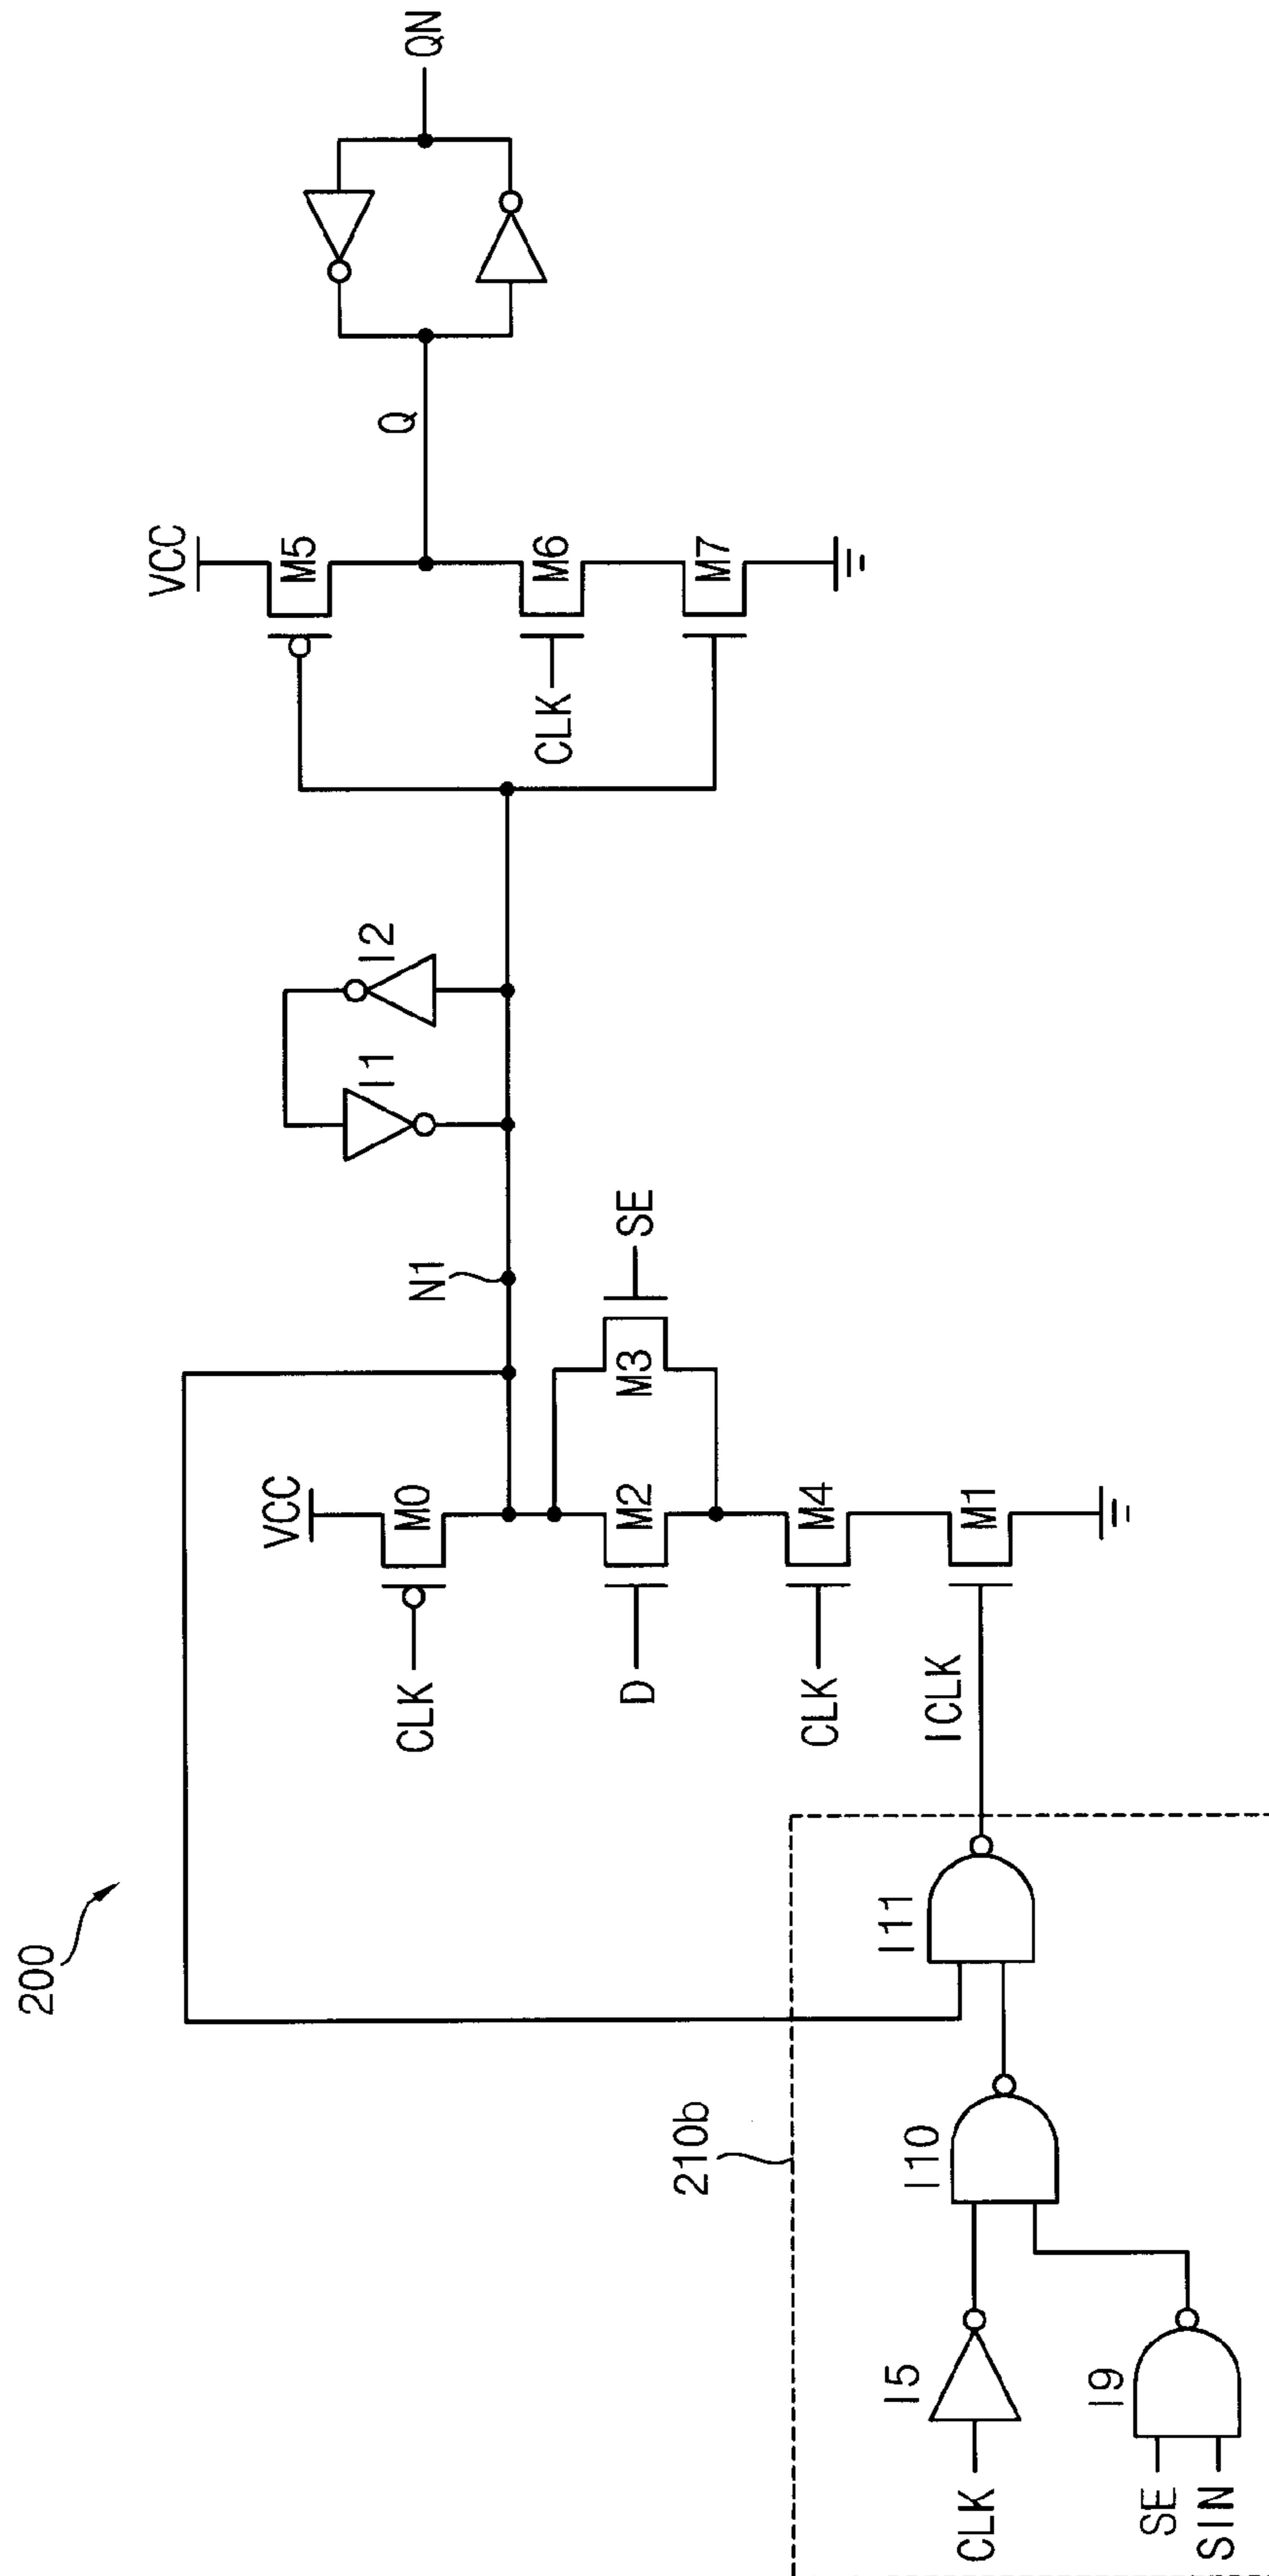 200
210b
CLK
SE
SIN
I5
I9
I10
I11
ICLK
VCC
CLK
M0
D
M2
M3
SE
CLK
M4
M1
N1
I1
I2
VCC
M5
CLK
M6
M7
Q
QN